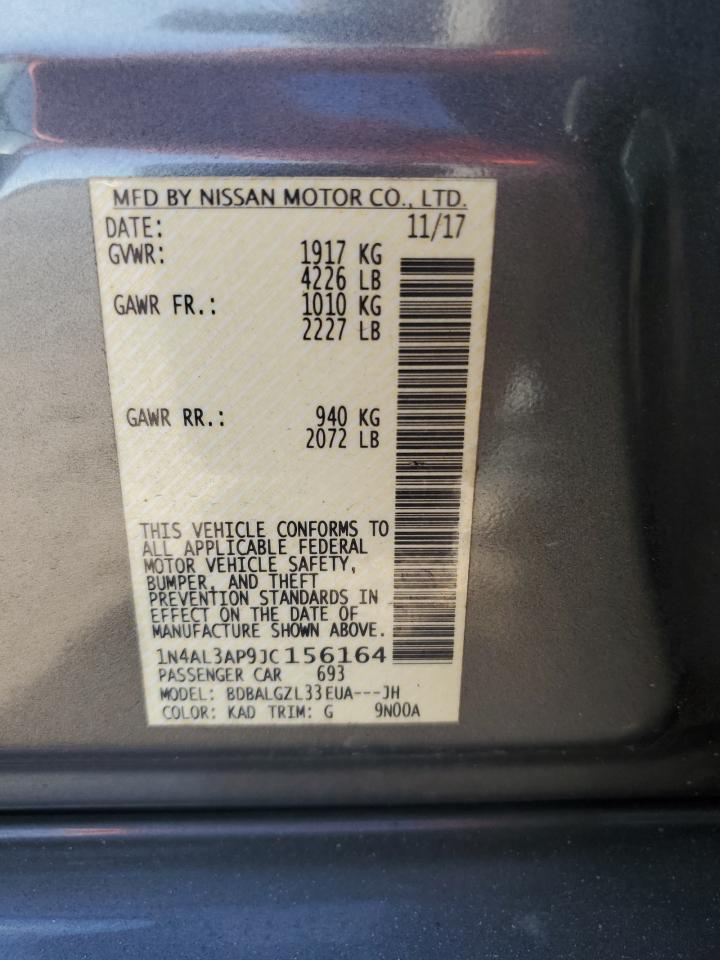 MFD BY NISSAN MOTOR CO., LTD.
DATE: 11/17
GVWR: 1917 KG
4226 LB
GAWR FR.: 1010 KG
2227 LB
GAWR RR.: 940 KG
2072 LB
THIS VEHICLE CONFORMS TO
ALL APPLICABLE FEDERAL
MOTOR VEHICLE SAFETY,
BUMPER, AND THEFT
PREVENTION STANDARDS IN
EFFECT ON THE DATE OF
MANUFACTURE SHOWN ABOVE.
1N4AL3AP9JC156164
PASSENGER CAR 693
MODEL: BDBALGZL33EUA---JH
COLOR: KAD TRIM: G 9N00A